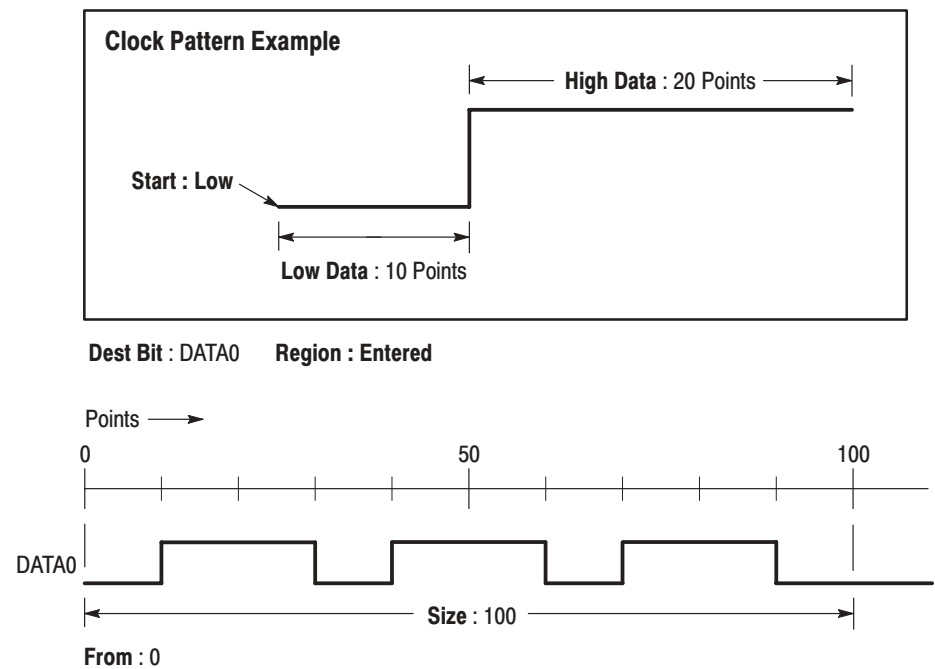 Clock Pattern Example
High Data : 20 Points
Start : Low
Low Data : 10 Points
Dest Bit : DATA0 Region : Entered
Points
0 50 100
DATA0
Size : 100
From : 0